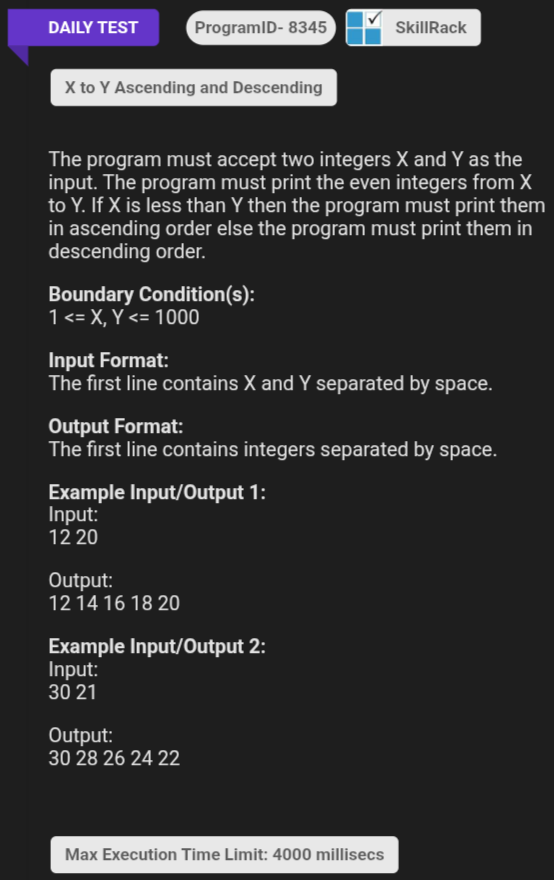 DAILY TEST
ProgramID- 8345
SkillRack
X to Y Ascending and Descending
The program must accept two integers X and Y as the
input. The program must print the even integers from X
to Y. If X is less than Y then the program must print them
in ascending order else the program must print them in
descending order.
Boundary Condition(s):
1 <= X, Y <= 1000
Input Format:
The first line contains X and Y separated by space.
Output Format:
The first line contains integers separated by space.
Example Input/Output 1:
Input:
12 20
Output:
12 14 16 18 20
Example Input/Output 2:
Input:
30 21
Output:
30 28 26 24 22
Max Execution Time Limit: 4000 millisecs